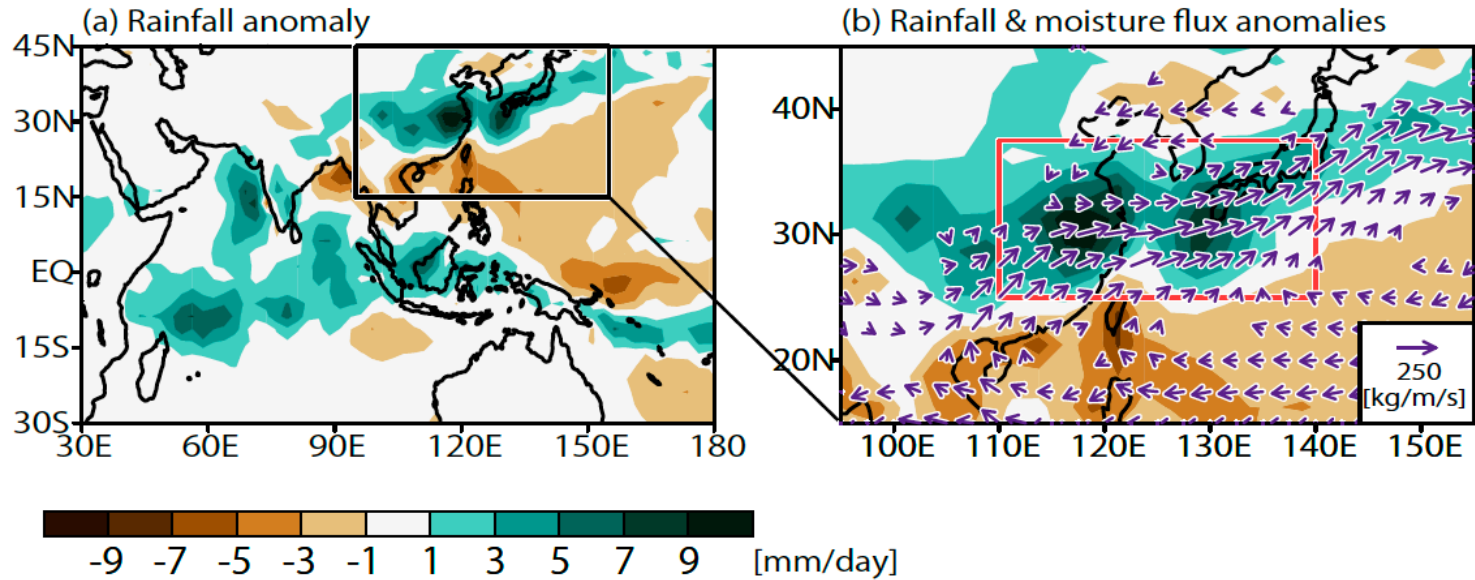 (a) Rainfall anomaly
45N
30N
15N
EQ
15S
30S
30E 60E 90E 120E 150E 180
(b) Rainfall & moisture flux anomalies
40N
30N
20N
100E 110E 120E 130E 140E 150E
250
[kg/m/s]
-9 -7 -5 -3 -1 1 3 5 7 9 [mm/day]